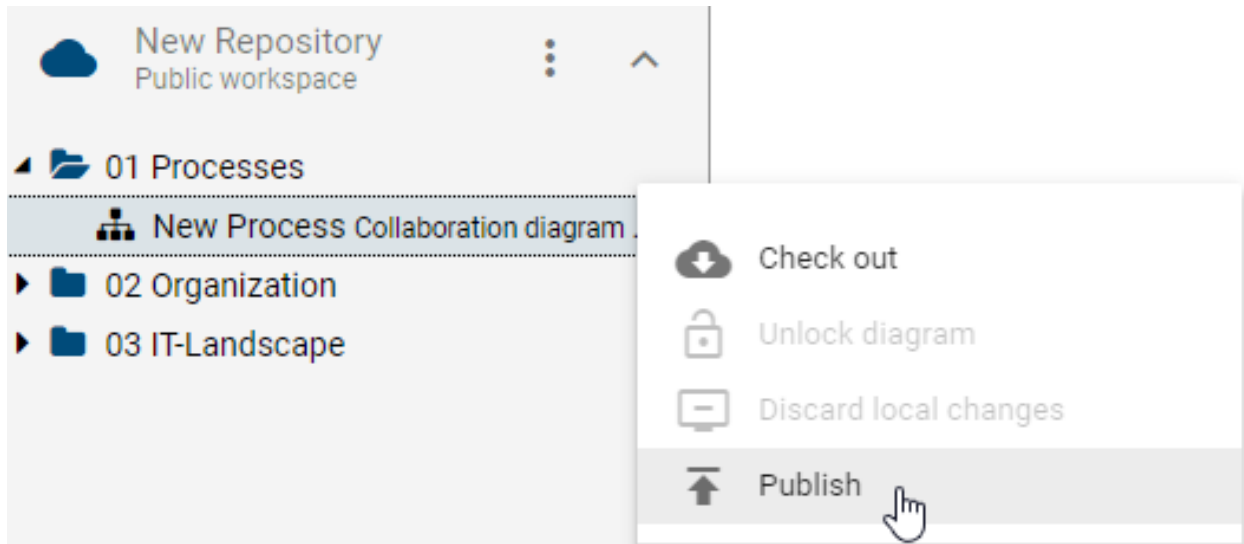 New Repository
Public workspace
01 Processes
New Process Collaboration diagram .
02 Organization
03 IT-Landscape
Check out
Unlock diagram
Discard local changes
Publish